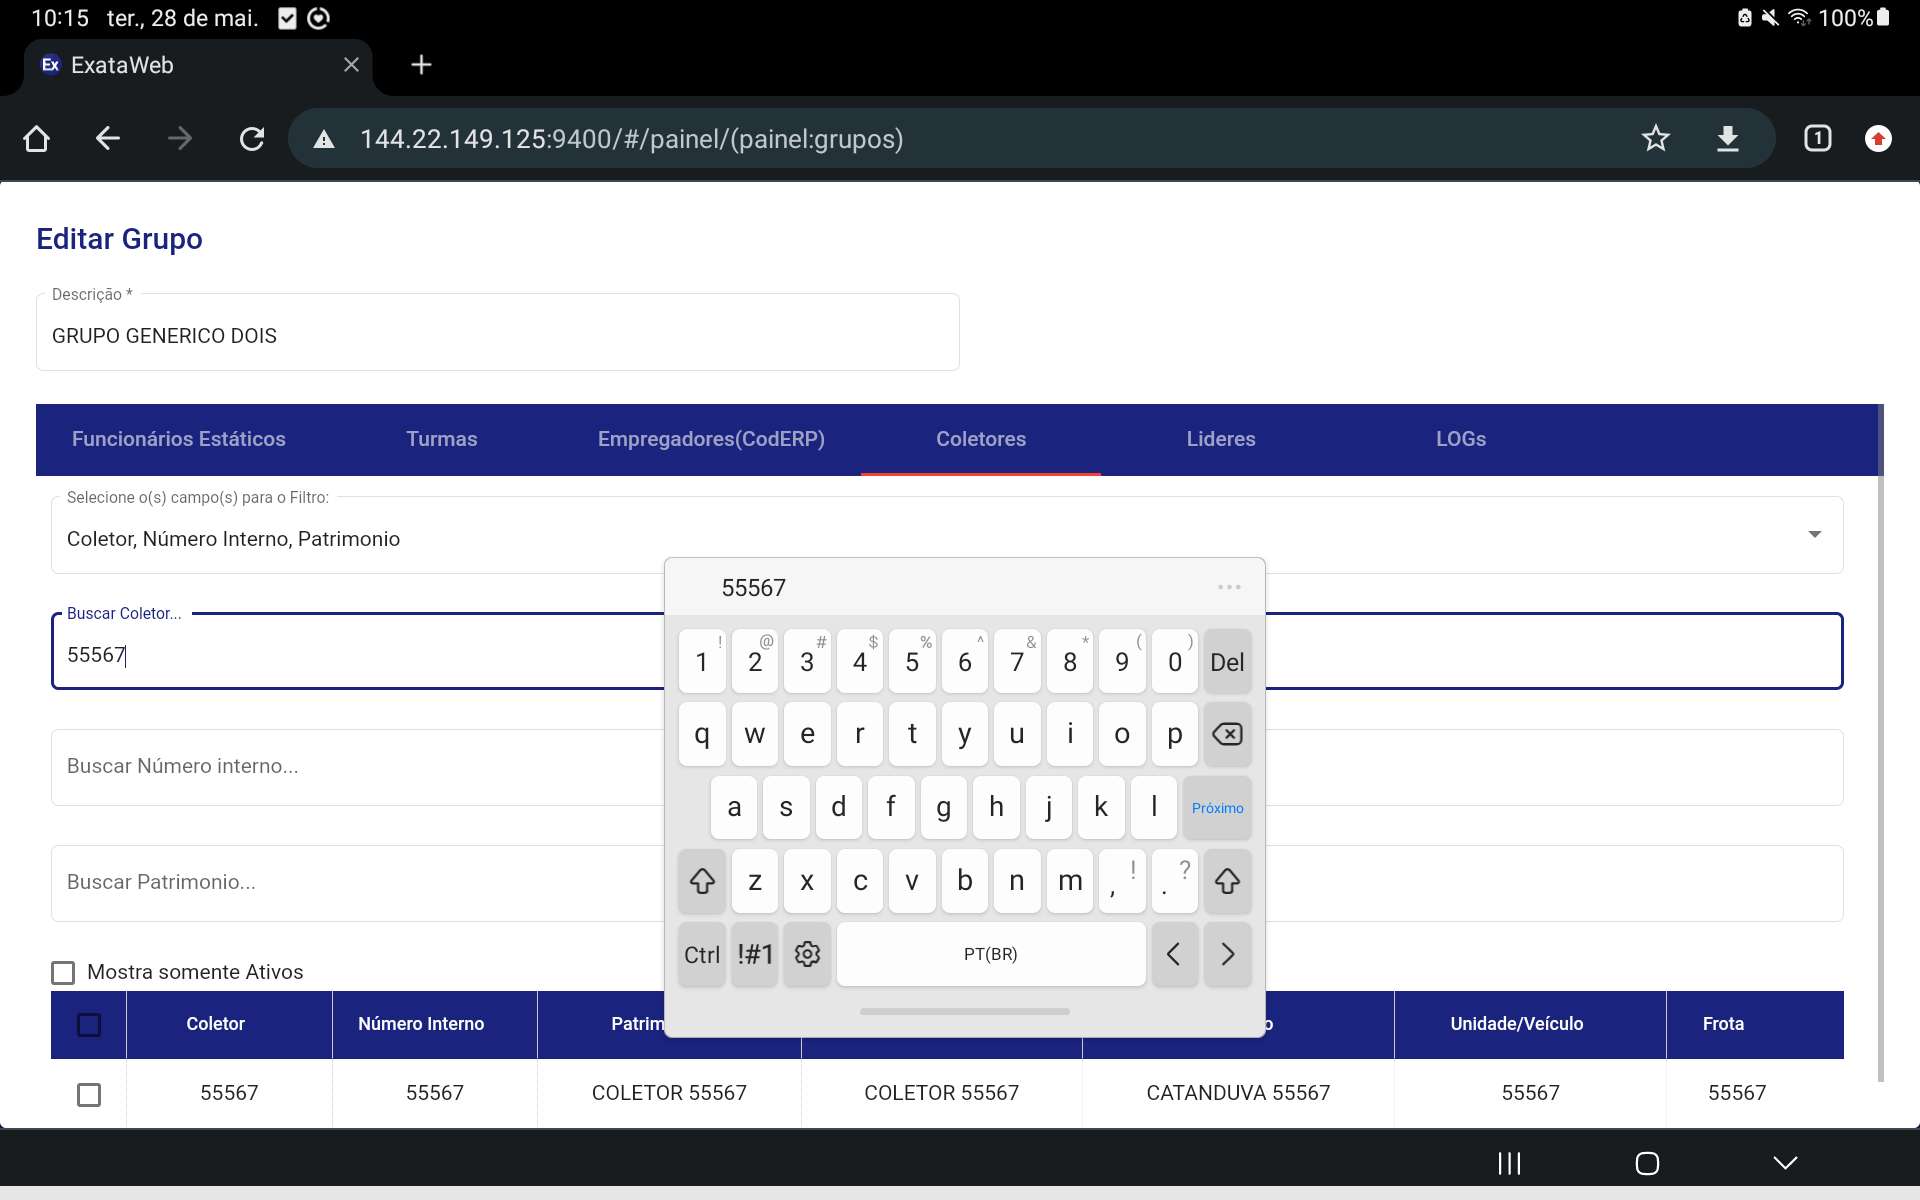 10:15 ter., 28 de mai.
100%
Ex ExataWeb
144.22.149.125:9400/#/painel/(painel:grupos)
1
Editar Grupo
Descrição *
GRUPO GENERICO DOIS
Funcionários Estáticos Turmas Empregadores(CodERP) Coletores Lideres LOGs
Selecione o(s) campo(s) para o Filtro:
Coletor, Número Interno, Patrimonio
Buscar Coletor...
55567
Buscar Número interno...
Buscar Patrimonio...
55567 ...
! @ # $ % ^ & * ( )
1 2 3 4 5 6 7 8 9 0 Del
q w e r t y u i o p
a s d f g h j k l Próximo
z x c v b n m , ! . ?
Ctrl !#1 PT(BR) < >
Mostra somente Ativos
Coletor Número Interno Patrim o Unidade/Veículo Frota
55567 55567 COLETOR 55567 COLETOR 55567 CATANDUVA 55567 55567 55567